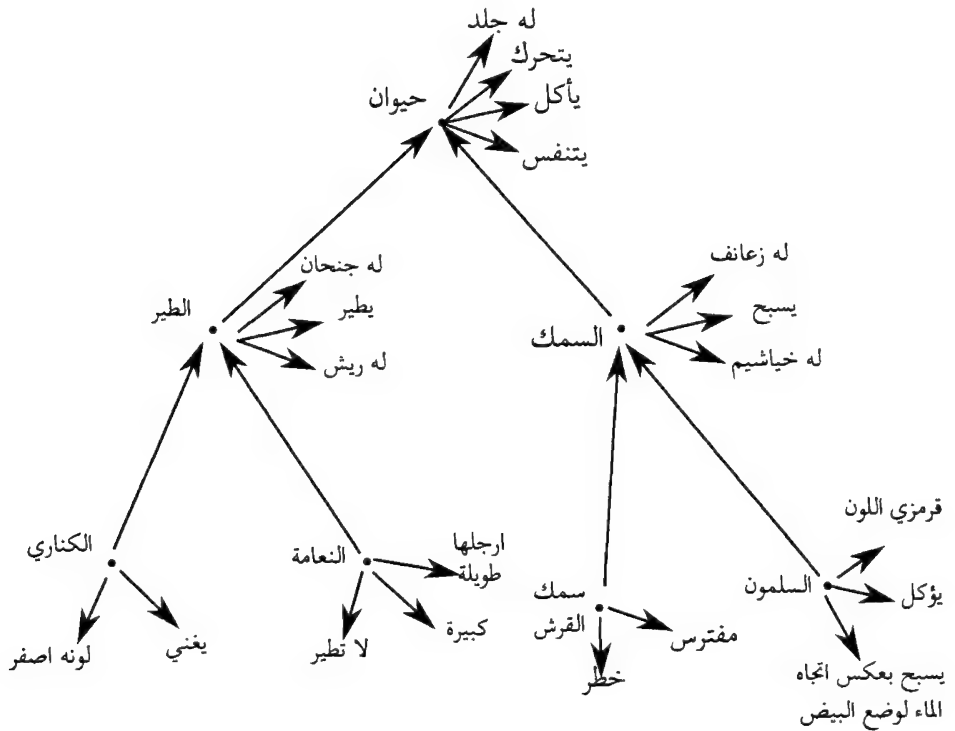 له جلد
يتحرك
يأكل
حيوان
يتنفس
له زعانف
يسبح
السمك
له خياشيم
له جنحان
يطير
الطير
له ريش
قرمزي اللون
السلمون
يؤكل
يسبح بعكس اتجاه
الماء لوضع البيض
سمك
القرش
مفترس
خطر
ارجلها
طويلة
النعامة
كبيرة
لا تطير
الكناري
يغني
لونه اصفر